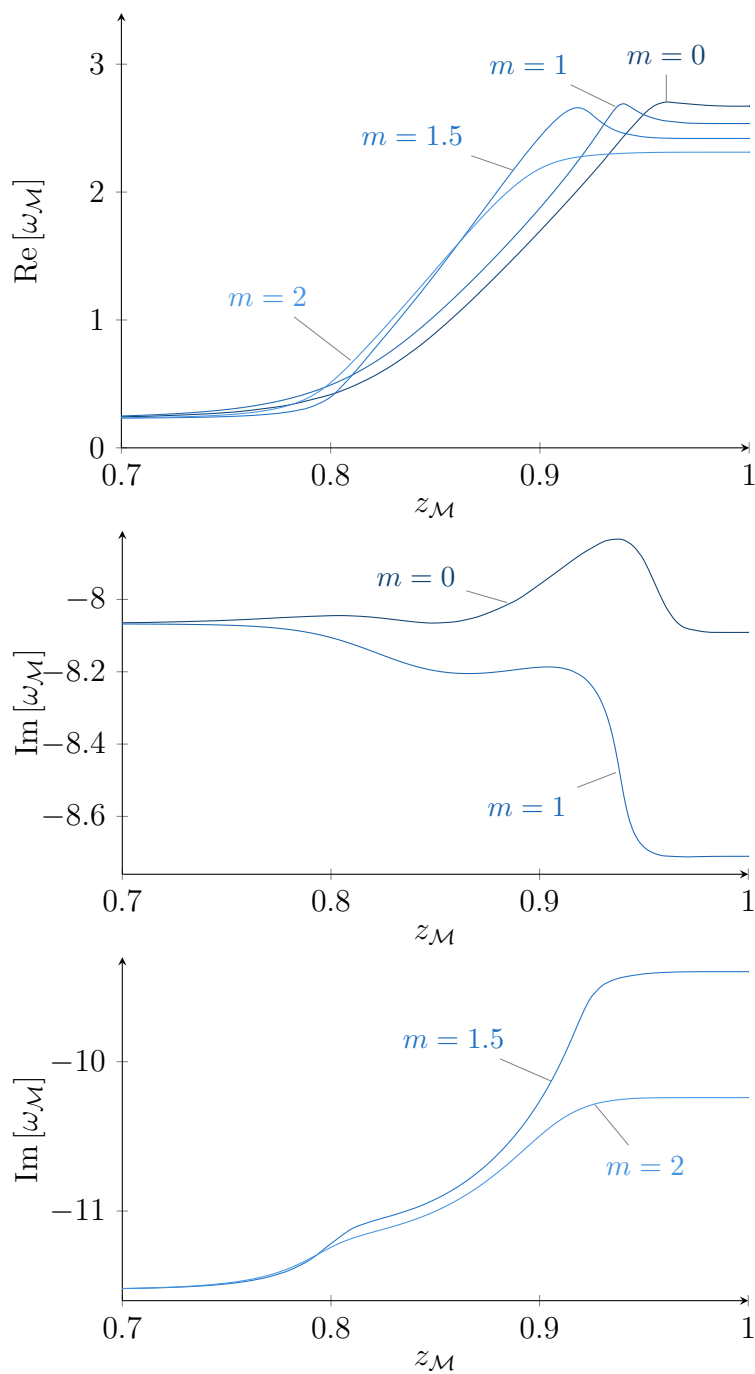 3
2
1
0
Re [ω_ℳ]
m = 0
m = 1
m = 1.5
m = 2
0.7 0.8 0.9 1
z_ℳ
−8
−8.2
−8.4
−8.6
Im [ω_ℳ]
m = 0
m = 1
0.7 0.8 0.9 1
z_ℳ
−10
−11
Im [ω_ℳ]
m = 1.5
m = 2
0.7 0.8 0.9 1
z_ℳ